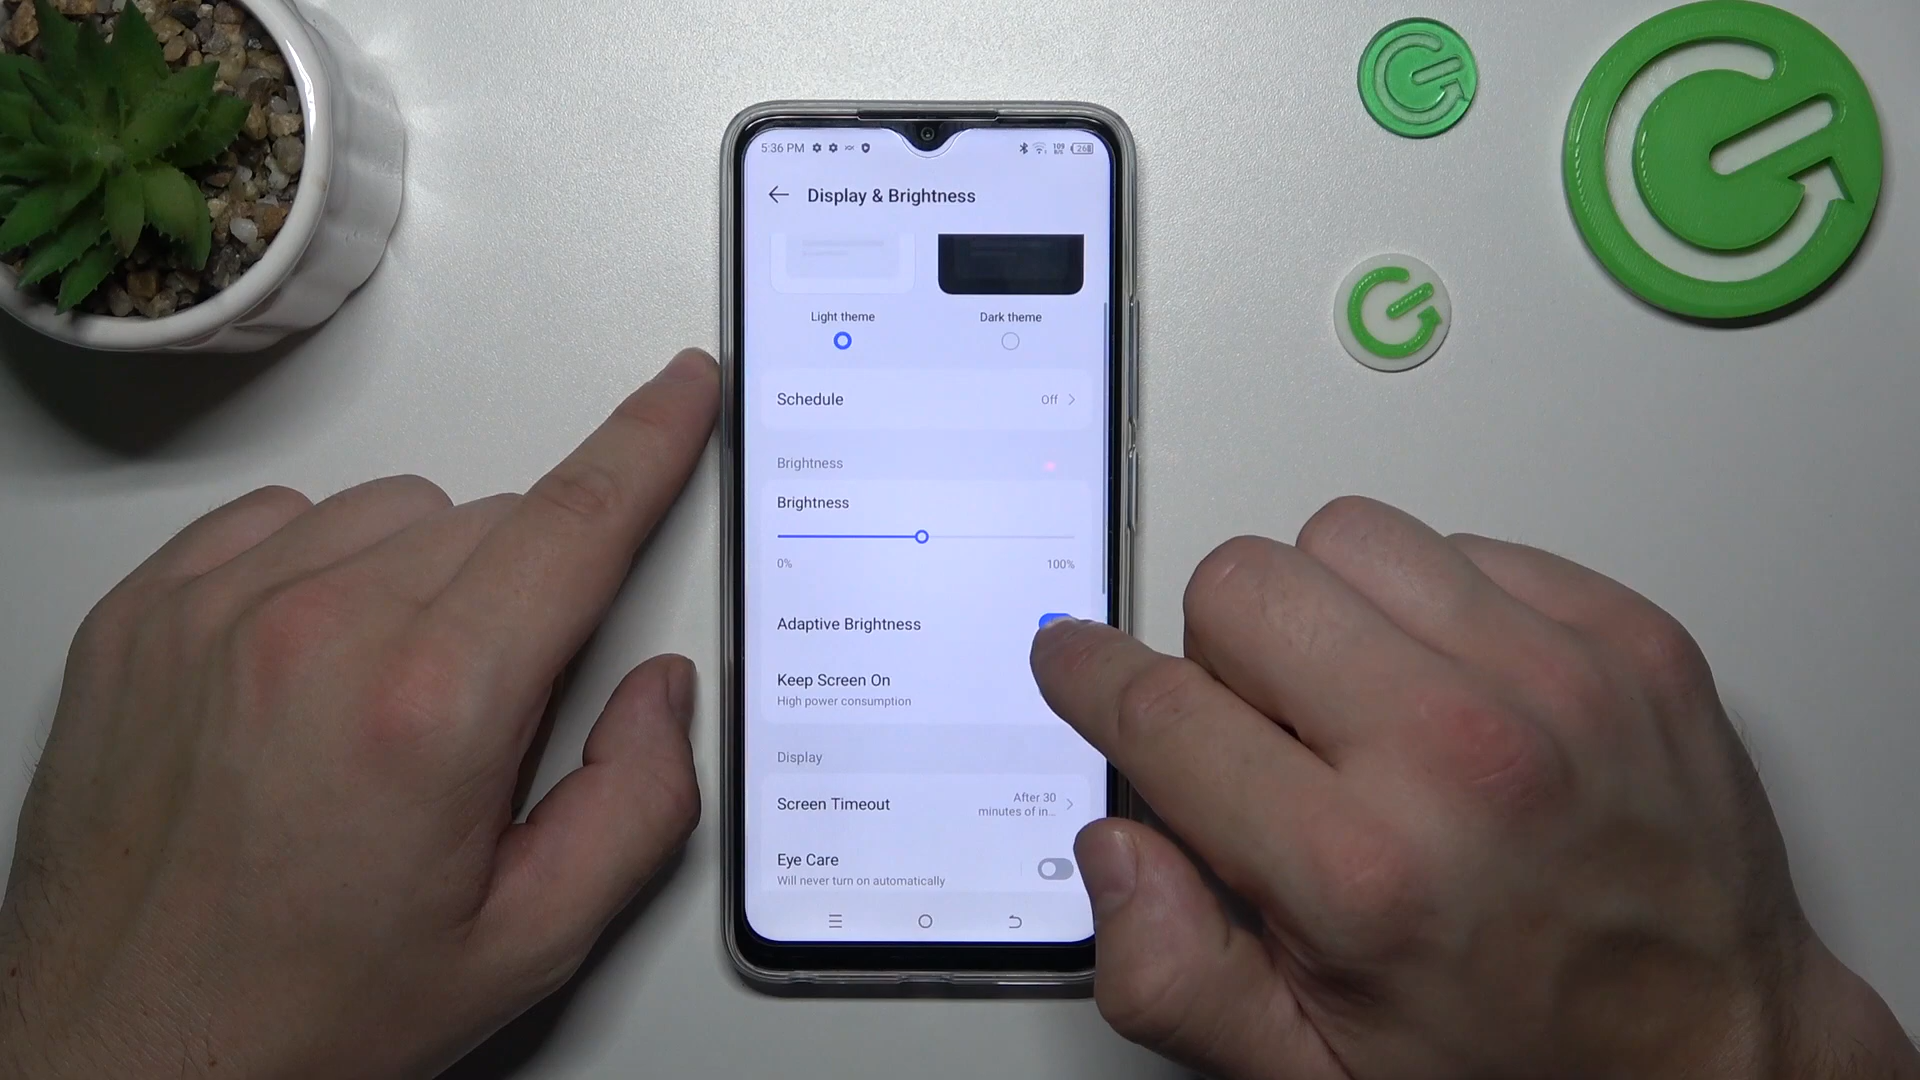 5:36 PM
109
B/S
26
Display & Brightness
Light theme
Dark theme
Schedule
Off
Brightness
Brightness
0%
100%
Adaptive Brightness
Keep Screen On
High power consumption
Display
Screen Timeout
After 30
minutes of in...
Eye Care
Will never turn on automatically